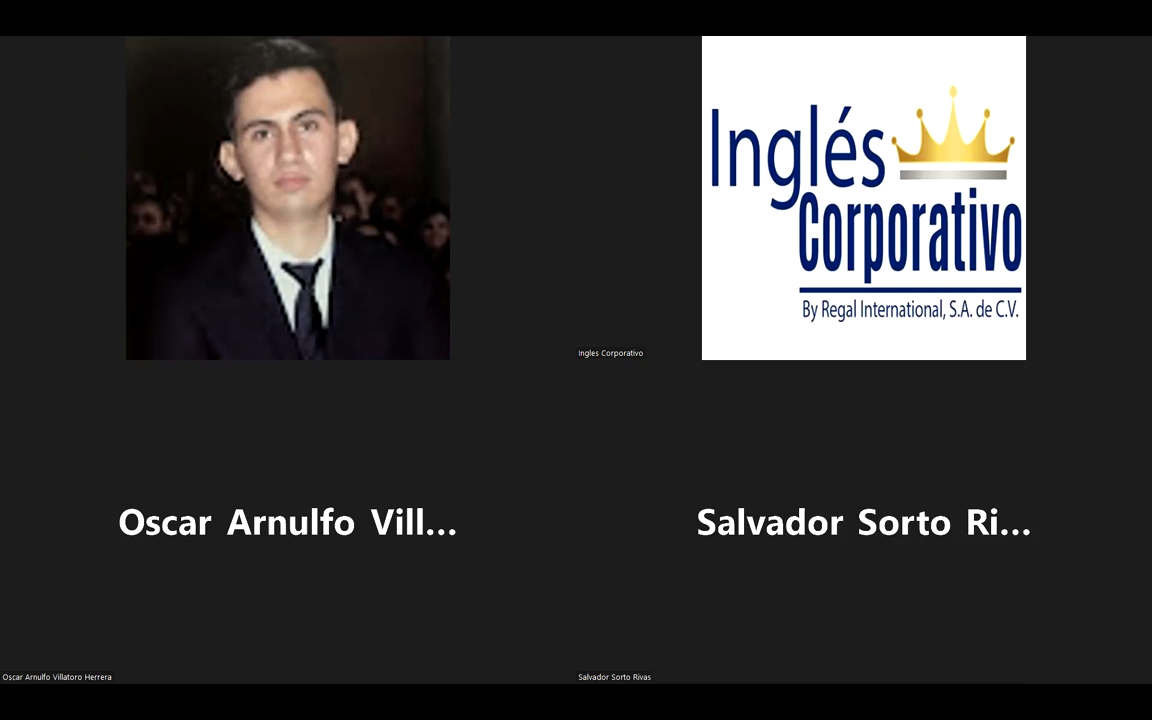 Inglés
Corporativo
By Regal International, S.A. de C.V.
Ingles Corporativo
Oscar Arnulfo Vill...
Salvador Sorto Ri...
Oscar Arnulfo Villatoro Herrera
Salvador Sorto Rivas